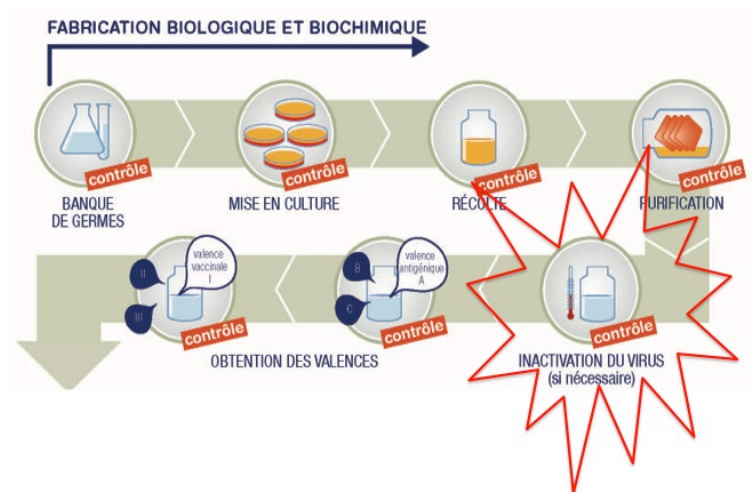 FABRICATION BIOLOGIQUE ET BIOCHIMIQUE
contrôle
contrôle
contrôle
contrôle
BANQUE
DE GERMES
MISE EN CULTURE
RÉCOLTE
PURIFICATION
II
III
valence
vaccinale
I
contrôle
B
C
valence
antigénique
A
contrôle
contrôle
OBTENTION DES VALENCES
INACTIVATION DU VIRUS
(si nécessaire)